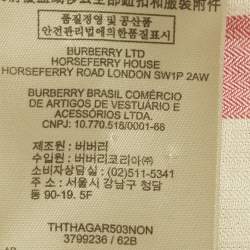 품질경영 및 공산품
안전관리법에의한품질표시
BURBERRY LTD
HORSEFERRY HOUSE
HORSEFERRY ROAD LONDON SW1P 2AW
BURBERRY BRASIL COMÉRCIO
DE ARTIGOS DE VESTUÁRIO E
ACESSÓRIOS LTDA.
CNPJ: 10.770.518/0001-66
제조원 : 버버리
수입원 : 버버리코리아㈜
소비자상담실 : (02)511-5341
주소 : 서울시 강남구 청담
동 90-19. 5F
THTHAGAR503NON
3799236 / 62B